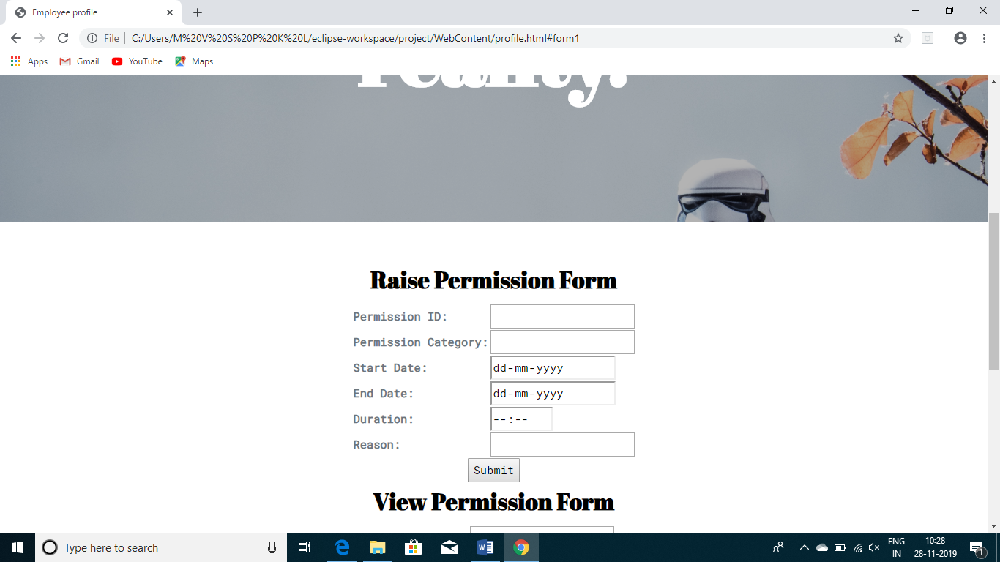 Employee profile
File C:/Users/M%20V%20S%20P%20K%20L/eclipse-workspace/project/WebContent/profile.html#form1
Apps Gmail YouTube Maps
reality.
Raise Permission Form
Permission ID:
Permission Category:
Start Date: dd-mm-yyyy
End Date: dd-mm-yyyy
Duration: --:--
Reason:
Submit
View Permission Form
Type here to search
ENG
IN
10:28
28-11-2019
1